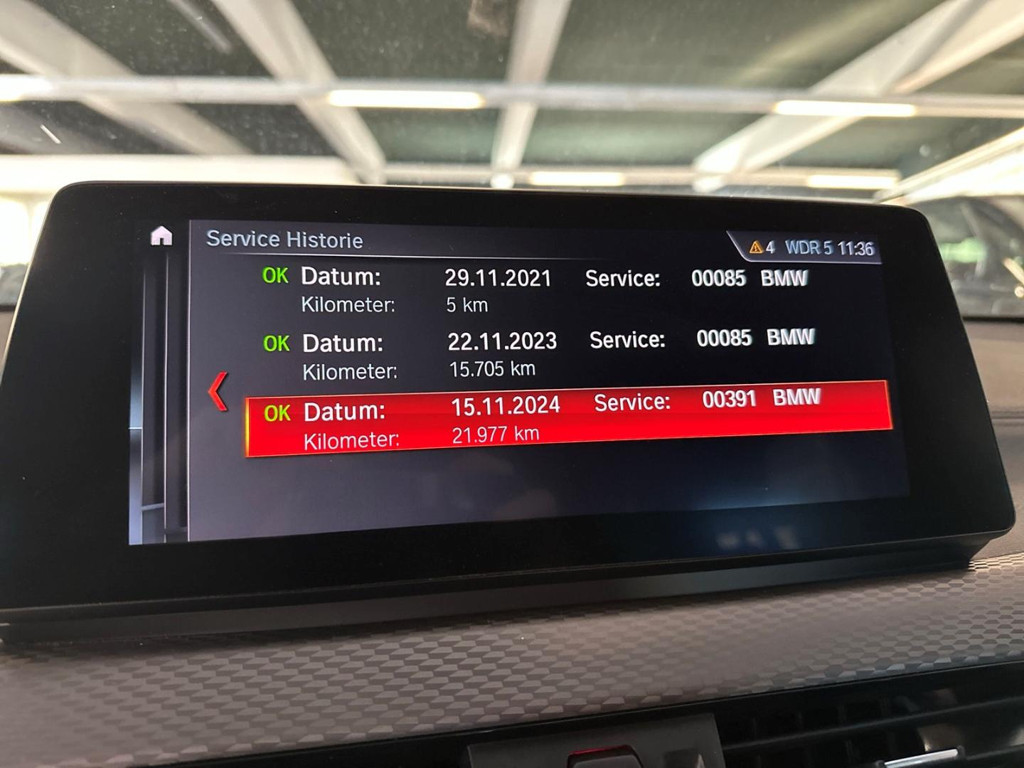 Service Historie 4 WDR 5 11:36
OK Datum: 29.11.2021 Service: 00085 BMW
Kilometer: 5 km
OK Datum: 22.11.2023 Service: 00085 BMW
Kilometer: 15.705 km
OK Datum: 15.11.2024 Service: 00391 BMW
Kilometer: 21.977 km